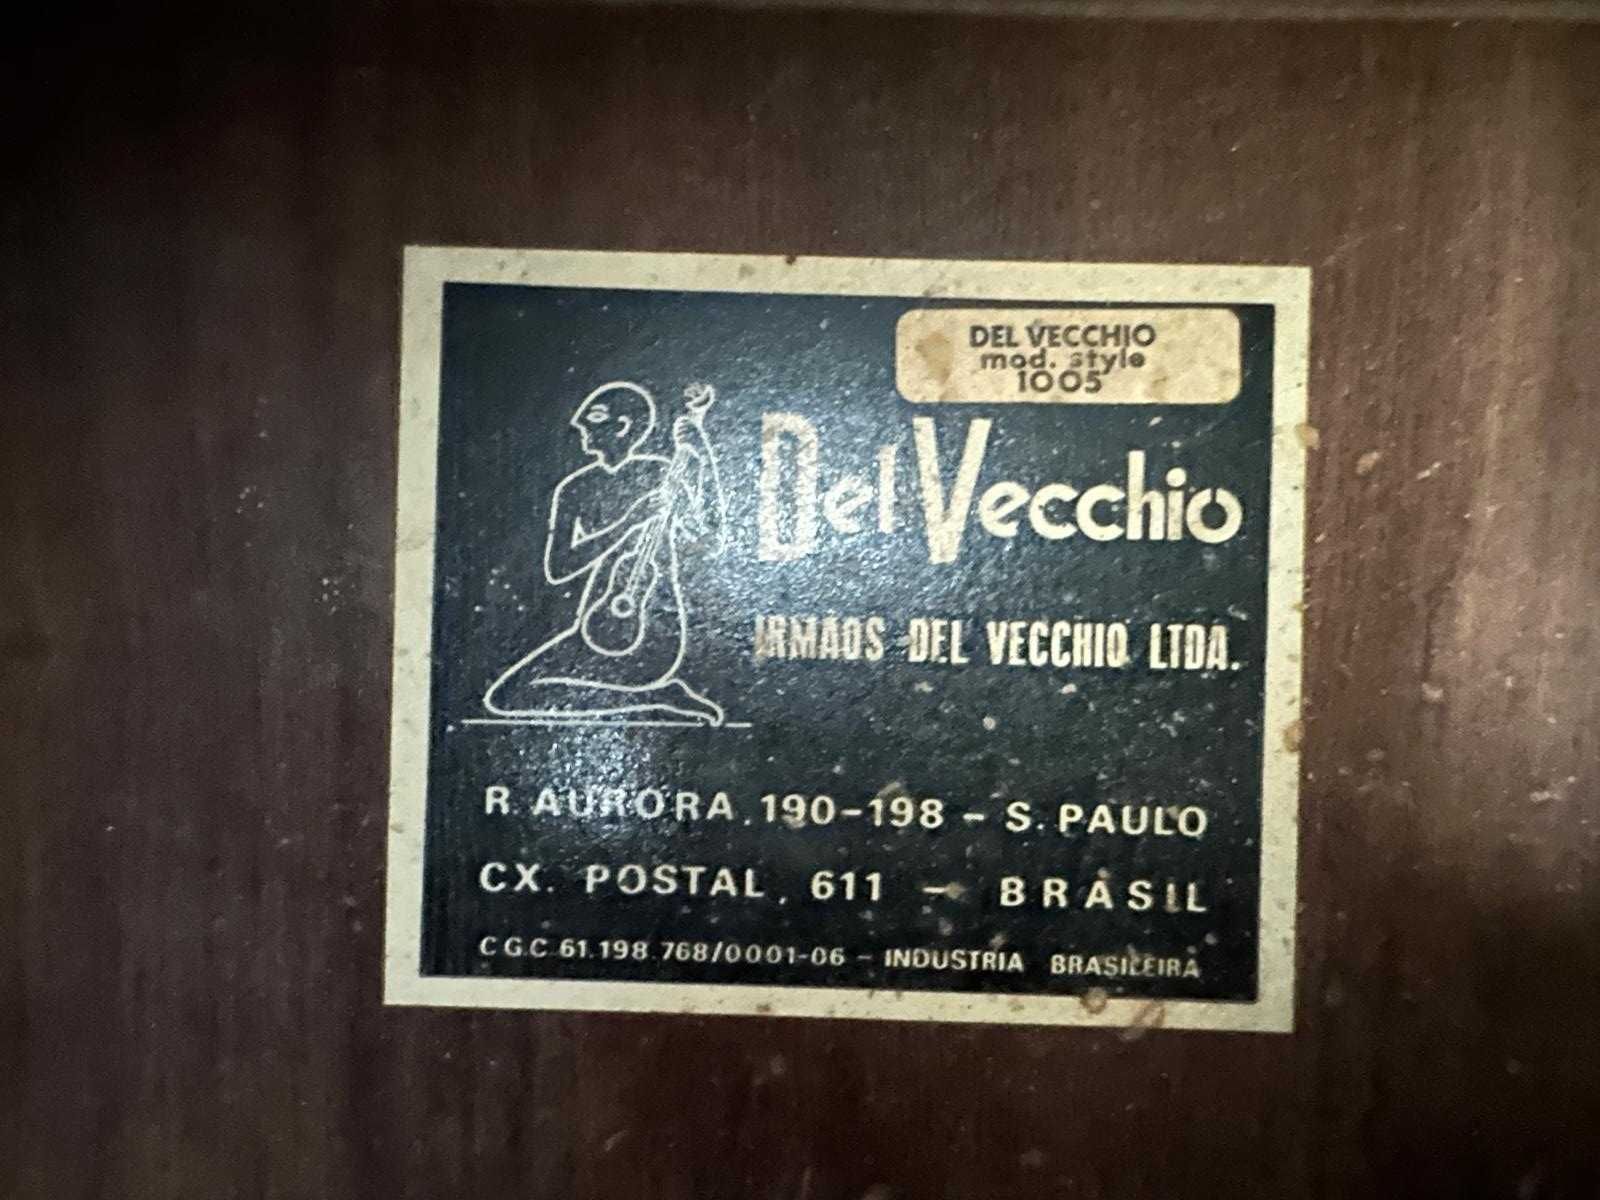 DEL VECCHIO
mod. style
1005
Del Vecchio
IRMAOS DEL VECCHIO LTDA.
R. AURORA, 190-198 - S. PAULO
CX. POSTAL, 611 - BRASIL
C.G.C. 61.198.768/0001-06 - INDUSTRIA BRASILEIRA